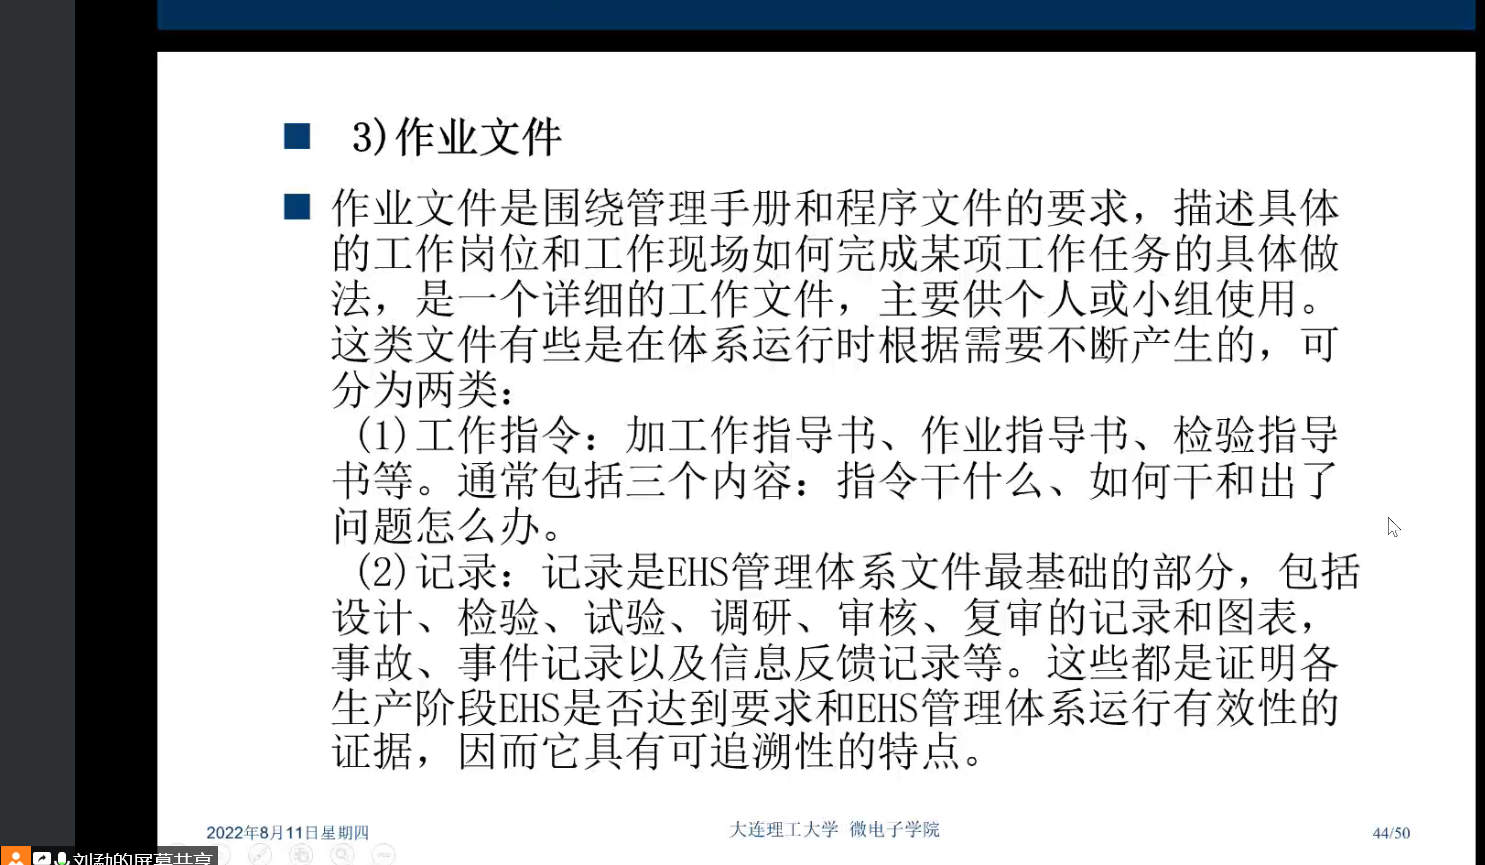 3)作业文件
作业文件是围绕管理手册和程序文件的要求，描述具体
的工作岗位和工作现场如何完成某项工作任务的具体做
法，是一个详细的工作文件，主要供个人或小组使用。
这类文件有些是在体系运行时根据需要不断产生的，可
分为两类：
(1)工作指令：加工作指导书、作业指导书、检验指导
书等。通常包括三个内容：指令干什么、如何干和出了
问题怎么办。
(2)记录：记录是EHS管理体系文件最基础的部分，包括
设计、检验、试验、调研、审核、复审的记录和图表，
事故、事件记录以及信息反馈记录等。这些都是证明各
生产阶段EHS是否达到要求和EHS管理体系运行有效性的
证据，因而它具有可追溯性的特点。
2022年8月11日星期四
大连理工大学 微电子学院
44/50
的屏幕共享